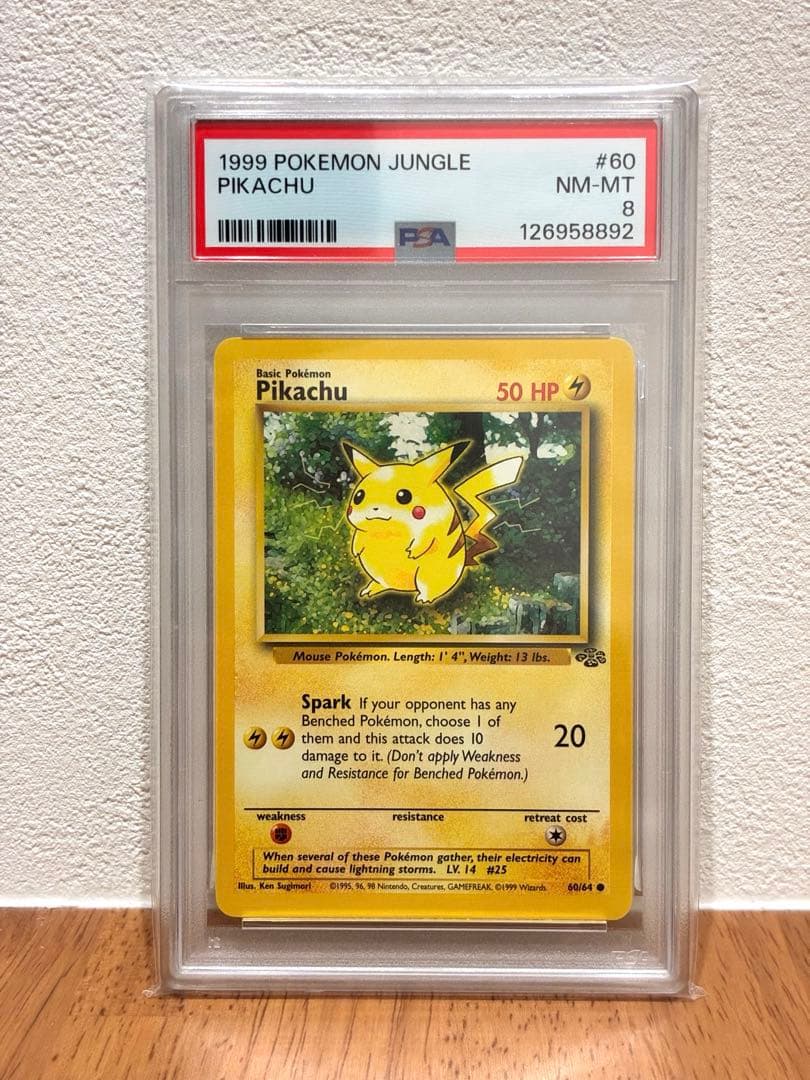 1999 POKEMON JUNGLE #60
PIKACHU NM-MT
8
PSA 126958892
Basic Pokémon
Pikachu 50 HP
Mouse Pokémon. Length: 1' 4", Weight: 13 lbs.
Spark If your opponent has any
Benched Pokémon, choose 1 of
them and this attack does 10
damage to it. (Don't apply Weakness
and Resistance for Benched Pokémon.)
20
weakness resistance retreat cost
When several of these Pokémon gather, their electricity can
build and cause lightning storms. LV. 14 #25
Illus. Ken Sugimori ©1995, 96, 98 Nintendo, Creatures, GAMEFREAK. ©1999 Wizards. 60/64